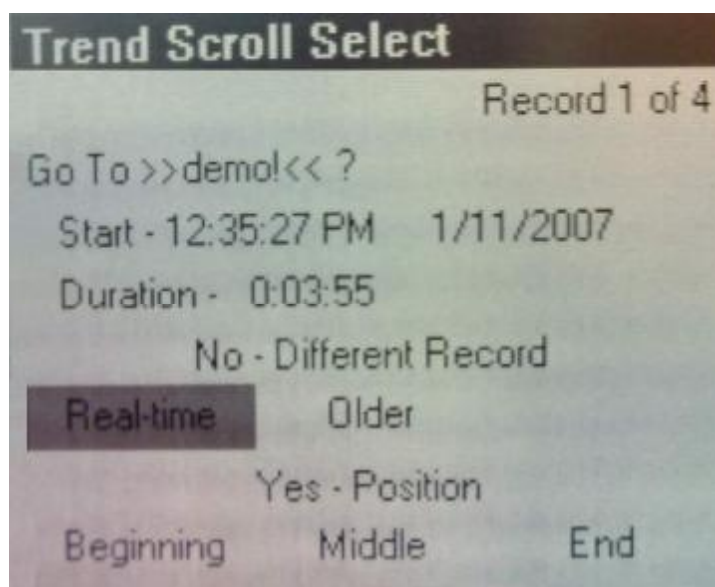 Trend Scroll Select
Record 1 of 4
Go To >>demo!<< ?
Start - 12:35:27 PM 1/11/2007
Duration - 0:03:55
No - Different Record
Real-time Older
Yes - Position
Beginning Middle End